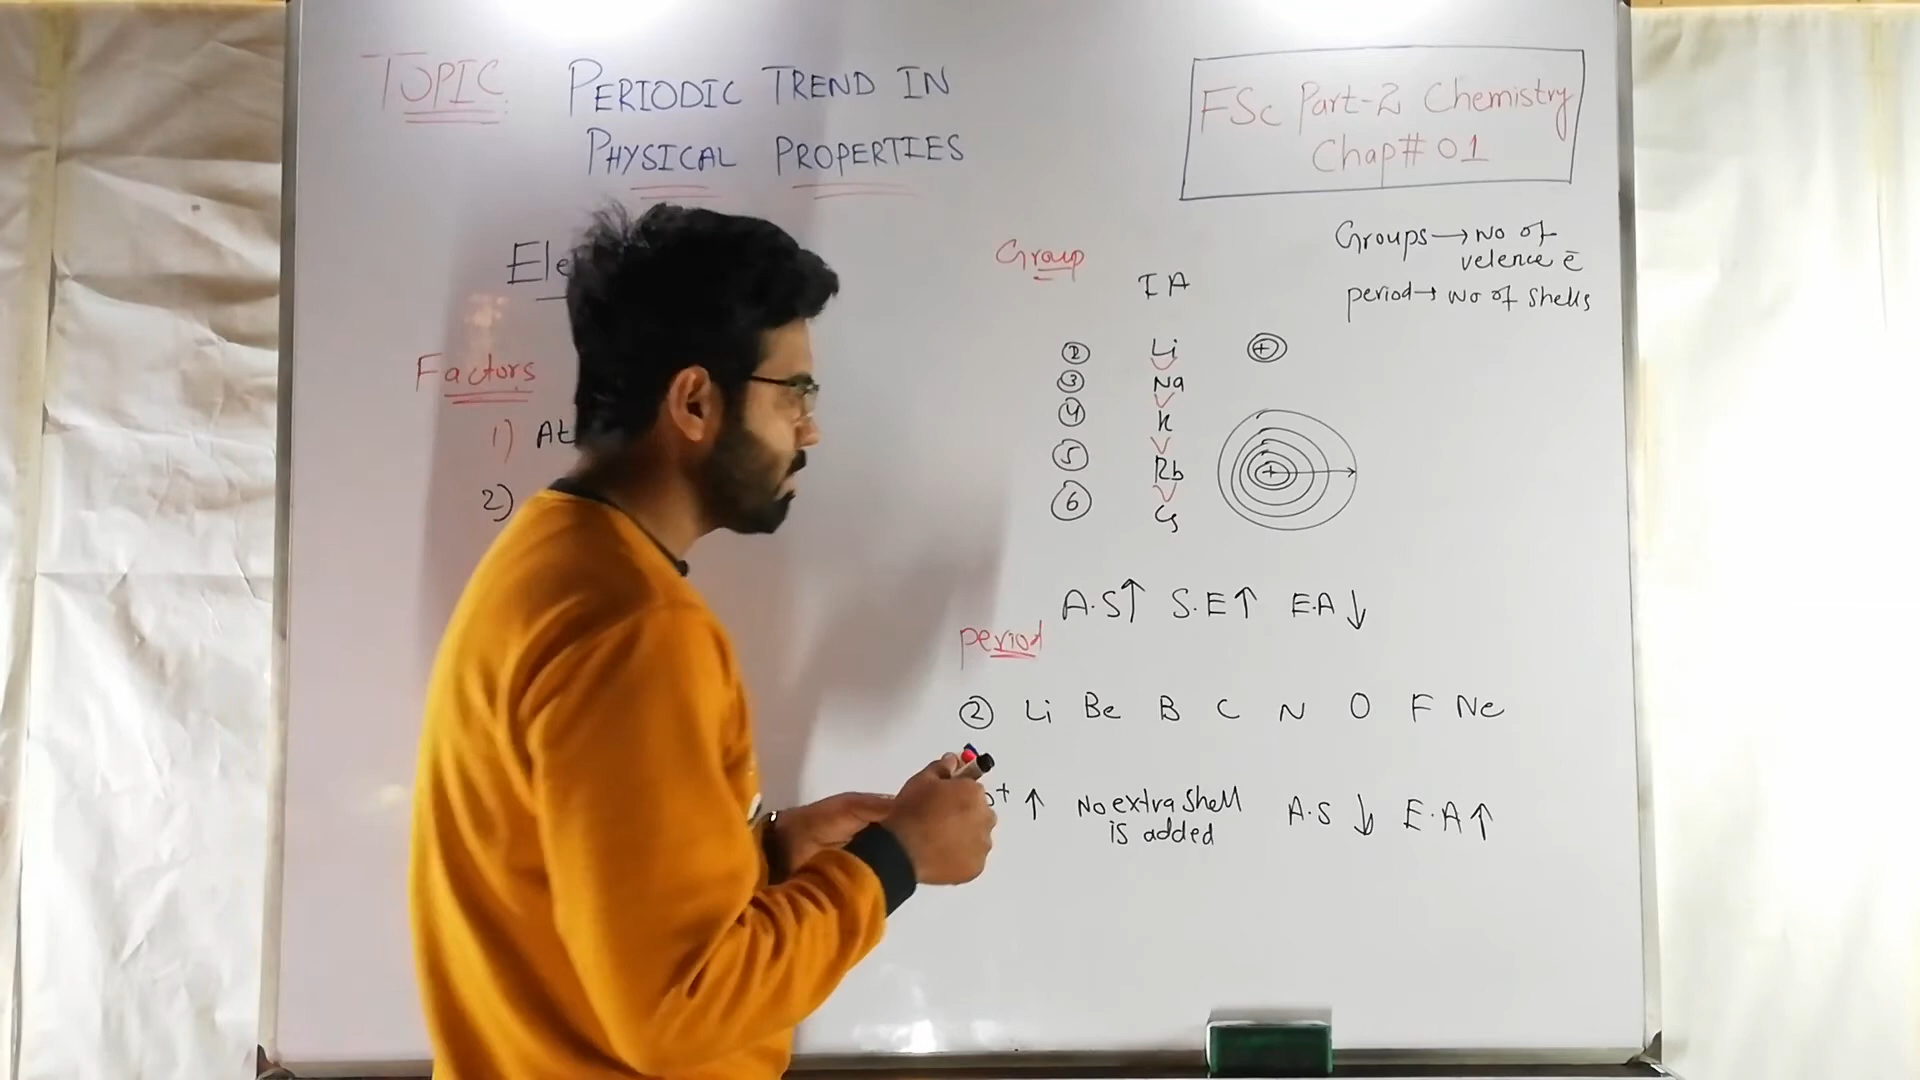 TOPIC: PERIODIC TREND IN
PHYSICAL PROPERTIES
FSc Part-2 Chemistry
Chap# 01
Factors
1)
2)
Group
I A
Groups → No of
velence ē
period → No of shells
② Li +
③ Na
④ K
⑤ Rb +
⑥ Cs
A.S↑ S.E↑ E.A↓
period
② Li Be B C N O F Ne
+ ↑ No extra shell
is added
A.S ↓ E.A↑